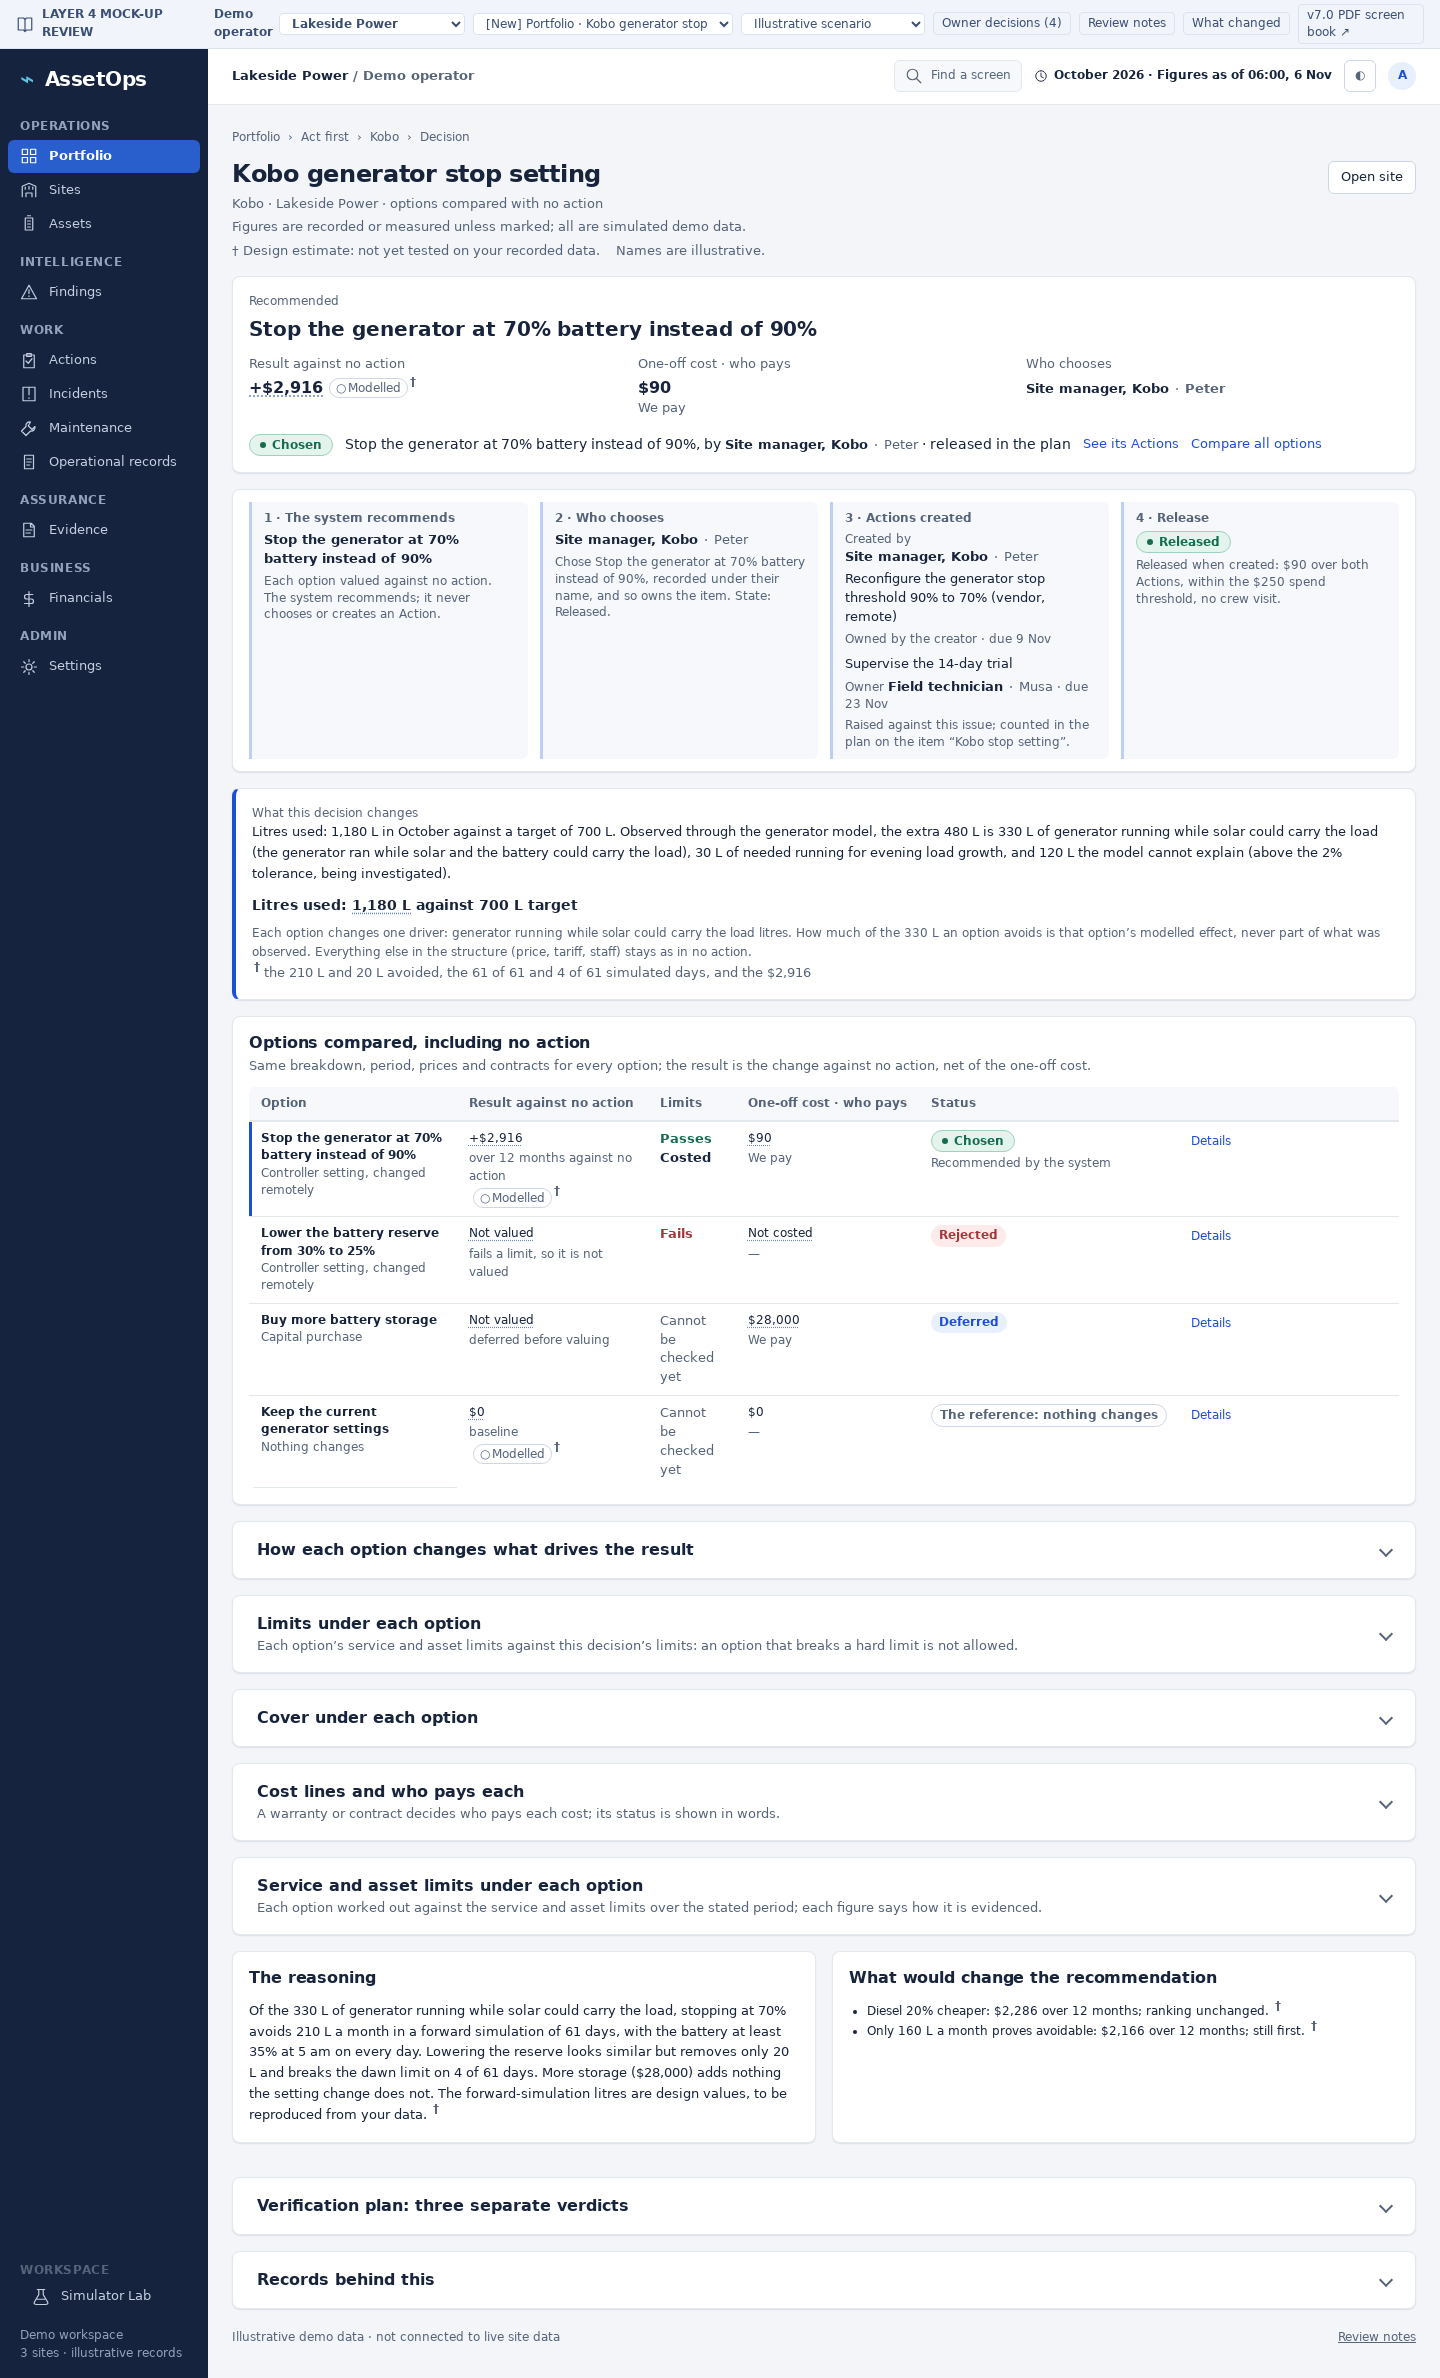 LAYER 4 MOCK-UP REVIEW
Demo operator
Lakeside Power
[New] Portfolio · Kobo generator stop
Illustrative scenario
Owner decisions (4)
Review notes
What changed
v7.0 PDF screen book ↗
AssetOps
OPERATIONS
Portfolio
Sites
Assets
INTELLIGENCE
Findings
WORK
Actions
Incidents
Maintenance
Operational records
ASSURANCE
Evidence
BUSINESS
Financials
ADMIN
Settings
WORKSPACE
Simulator Lab
Demo workspace
3 sites · illustrative records
Lakeside Power / Demo operator
Find a screen
October 2026 · Figures as of 06:00, 6 Nov
A
Portfolio › Act first › Kobo › Decision
Kobo generator stop setting
Open site
Kobo · Lakeside Power · options compared with no action
Figures are recorded or measured unless marked; all are simulated demo data.
† Design estimate: not yet tested on your recorded data. Names are illustrative.
Recommended
Stop the generator at 70% battery instead of 90%
Result against no action
+$2,916 Modelled †
One-off cost · who pays
$90
We pay
Who chooses
Site manager, Kobo · Peter
Chosen Stop the generator at 70% battery instead of 90%, by Site manager, Kobo · Peter · released in the plan See its Actions Compare all options
1 · The system recommends
Stop the generator at 70%
battery instead of 90%
Each option valued against no action.
The system recommends; it never
chooses or creates an Action.
2 · Who chooses
Site manager, Kobo · Peter
Chose Stop the generator at 70% battery
instead of 90%, recorded under their
name, and so owns the item. State:
Released.
3 · Actions created
Created by
Site manager, Kobo · Peter
Reconfigure the generator stop
threshold 90% to 70% (vendor,
remote)
Owned by the creator · due 9 Nov
Supervise the 14-day trial
Owner Field technician · Musa · due
23 Nov
Raised against this issue; counted in the
plan on the item “Kobo stop setting”.
4 · Release
Released
Released when created: $90 over both
Actions, within the $250 spend
threshold, no crew visit.
What this decision changes
Litres used: 1,180 L in October against a target of 700 L. Observed through the generator model, the extra 480 L is 330 L of generator running while solar could carry the load
(the generator ran while solar and the battery could carry the load), 30 L of needed running for evening load growth, and 120 L the model cannot explain (above the 2%
tolerance, being investigated).
Litres used: 1,180 L against 700 L target
Each option changes one driver: generator running while solar could carry the load litres. How much of the 330 L an option avoids is that option’s modelled effect, never part of what was
observed. Everything else in the structure (price, tariff, staff) stays as in no action.
† the 210 L and 20 L avoided, the 61 of 61 and 4 of 61 simulated days, and the $2,916
Options compared, including no action
Same breakdown, period, prices and contracts for every option; the result is the change against no action, net of the one-off cost.
Option Result against no action Limits One-off cost · who pays Status
Stop the generator at 70%
battery instead of 90%
Controller setting, changed
remotely
+$2,916
over 12 months against no
action
Modelled †
Passes
Costed
$90
We pay
Chosen
Recommended by the system
Details
Lower the battery reserve
from 30% to 25%
Controller setting, changed
remotely
Not valued
fails a limit, so it is not
valued
Fails
Not costed
—
Rejected
Details
Buy more battery storage
Capital purchase
Not valued
deferred before valuing
Cannot
be
checked
yet
$28,000
We pay
Deferred
Details
Keep the current
generator settings
Nothing changes
$0
baseline
Modelled †
Cannot
be
checked
yet
$0
—
The reference: nothing changes
Details
How each option changes what drives the result
Limits under each option
Each option’s service and asset limits against this decision’s limits: an option that breaks a hard limit is not allowed.
Cover under each option
Cost lines and who pays each
A warranty or contract decides who pays each cost; its status is shown in words.
Service and asset limits under each option
Each option worked out against the service and asset limits over the stated period; each figure says how it is evidenced.
The reasoning
Of the 330 L of generator running while solar could carry the load, stopping at 70%
avoids 210 L a month in a forward simulation of 61 days, with the battery at least
35% at 5 am on every day. Lowering the reserve looks similar but removes only 20
L and breaks the dawn limit on 4 of 61 days. More storage ($28,000) adds nothing
the setting change does not. The forward-simulation litres are design values, to be
reproduced from your data. †
What would change the recommendation
• Diesel 20% cheaper: $2,286 over 12 months; ranking unchanged. †
• Only 160 L a month proves avoidable: $2,166 over 12 months; still first. †
Verification plan: three separate verdicts
Records behind this
Illustrative demo data · not connected to live site data
Review notes